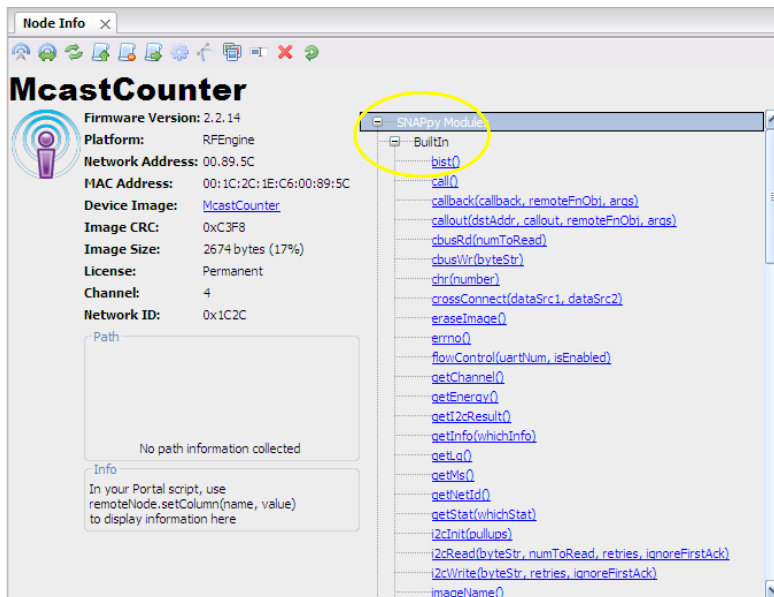 Node Info
McastCounter
Firmware Version: 2.2.14
Platform: RFEngine
Network Address: 00.89.5C
MAC Address: 00:1C:2C:1E:C6:00:89:5C
Device Image: McastCounter
Image CRC: 0xC3F8
Image Size: 2674 bytes (17%)
License: Permanent
Channel: 4
Network ID: 0x1C2C
Path
No path information collected
Info
In your Portal script, use
remoteNode.setColumn(name, value)
to display information here
SNAPpy Module
BuiltIn
bist()
call()
callback(callback, remoteFnObj, args)
callout(dstAddr, callout, remoteFnObj, args)
cbusRd(numToRead)
cbusWr(byteStr)
chr(number)
crossConnect(dataSrc1, dataSrc2)
eraseImage()
errno()
flowControl(uartNum, isEnabled)
getChannel()
getEnergy()
getI2cResult()
getInfo(whichInfo)
getLq()
getMs()
getNetId()
getStat(whichStat)
i2cInit(pullups)
i2cRead(byteStr, numToRead, retries, ignoreFirstAck)
i2cWrite(byteStr, retries, ignoreFirstAck)
imageName()